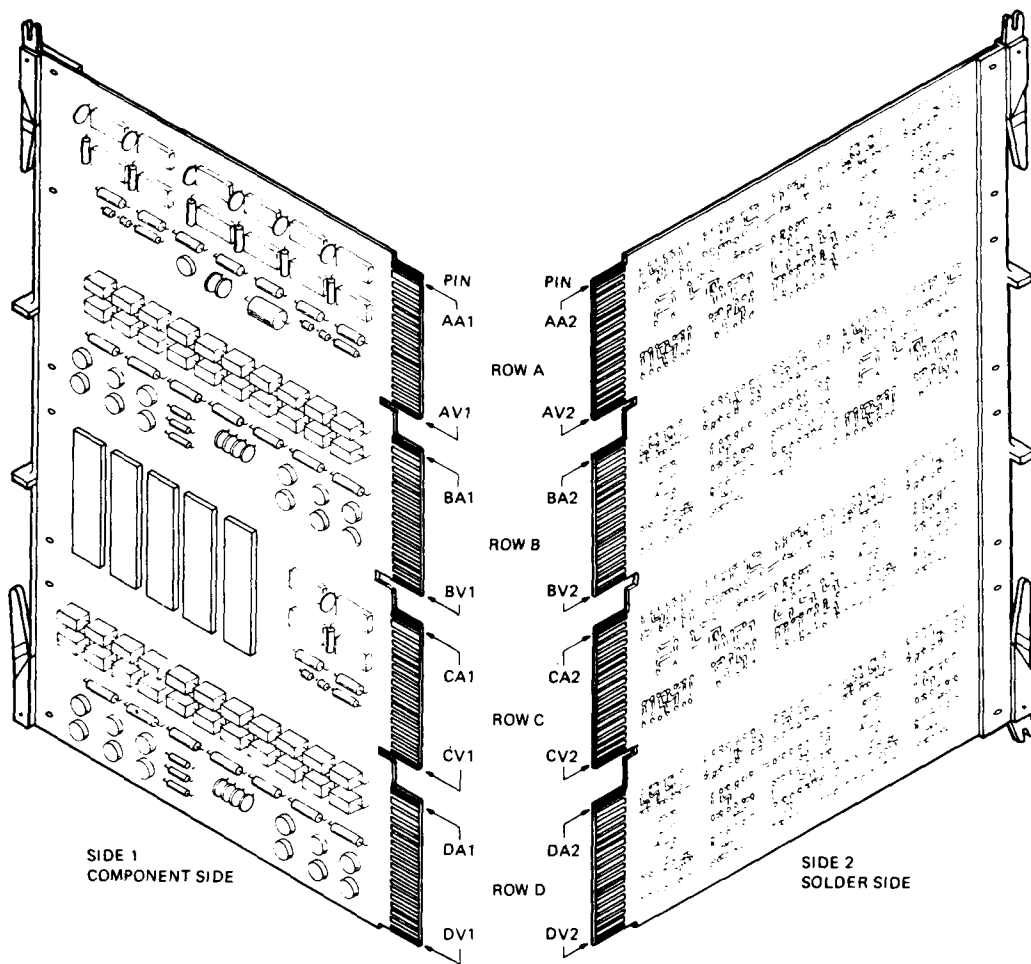 PIN PIN
AA1 AA2
ROW A
AV1 AV2
BA1 BA2
ROW B
BV1 BV2
CA1 CA2
ROW C
CV1 CV2
DA1 DA2
SIDE 1
COMPONENT SIDE
ROW D
SIDE 2
SOLDER SIDE
DV1 DV2